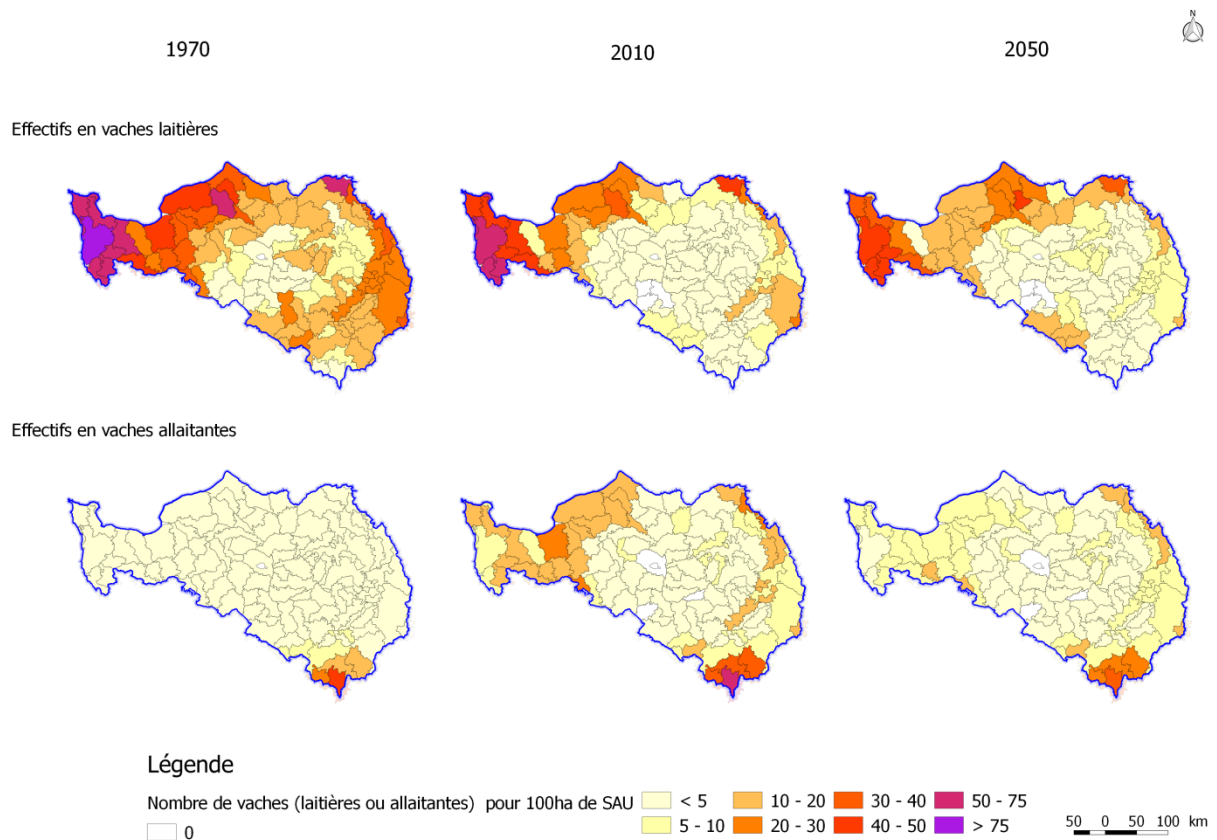 N
1970 2010 2050
Effectifs en vaches laitières
Effectifs en vaches allaitantes
Légende
Nombre de vaches (laitières ou allaitantes) pour 100ha de SAU
0
< 5 10 - 20 30 - 40 50 - 75
5 - 10 20 - 30 40 - 50 > 75
50 0 50 100 km